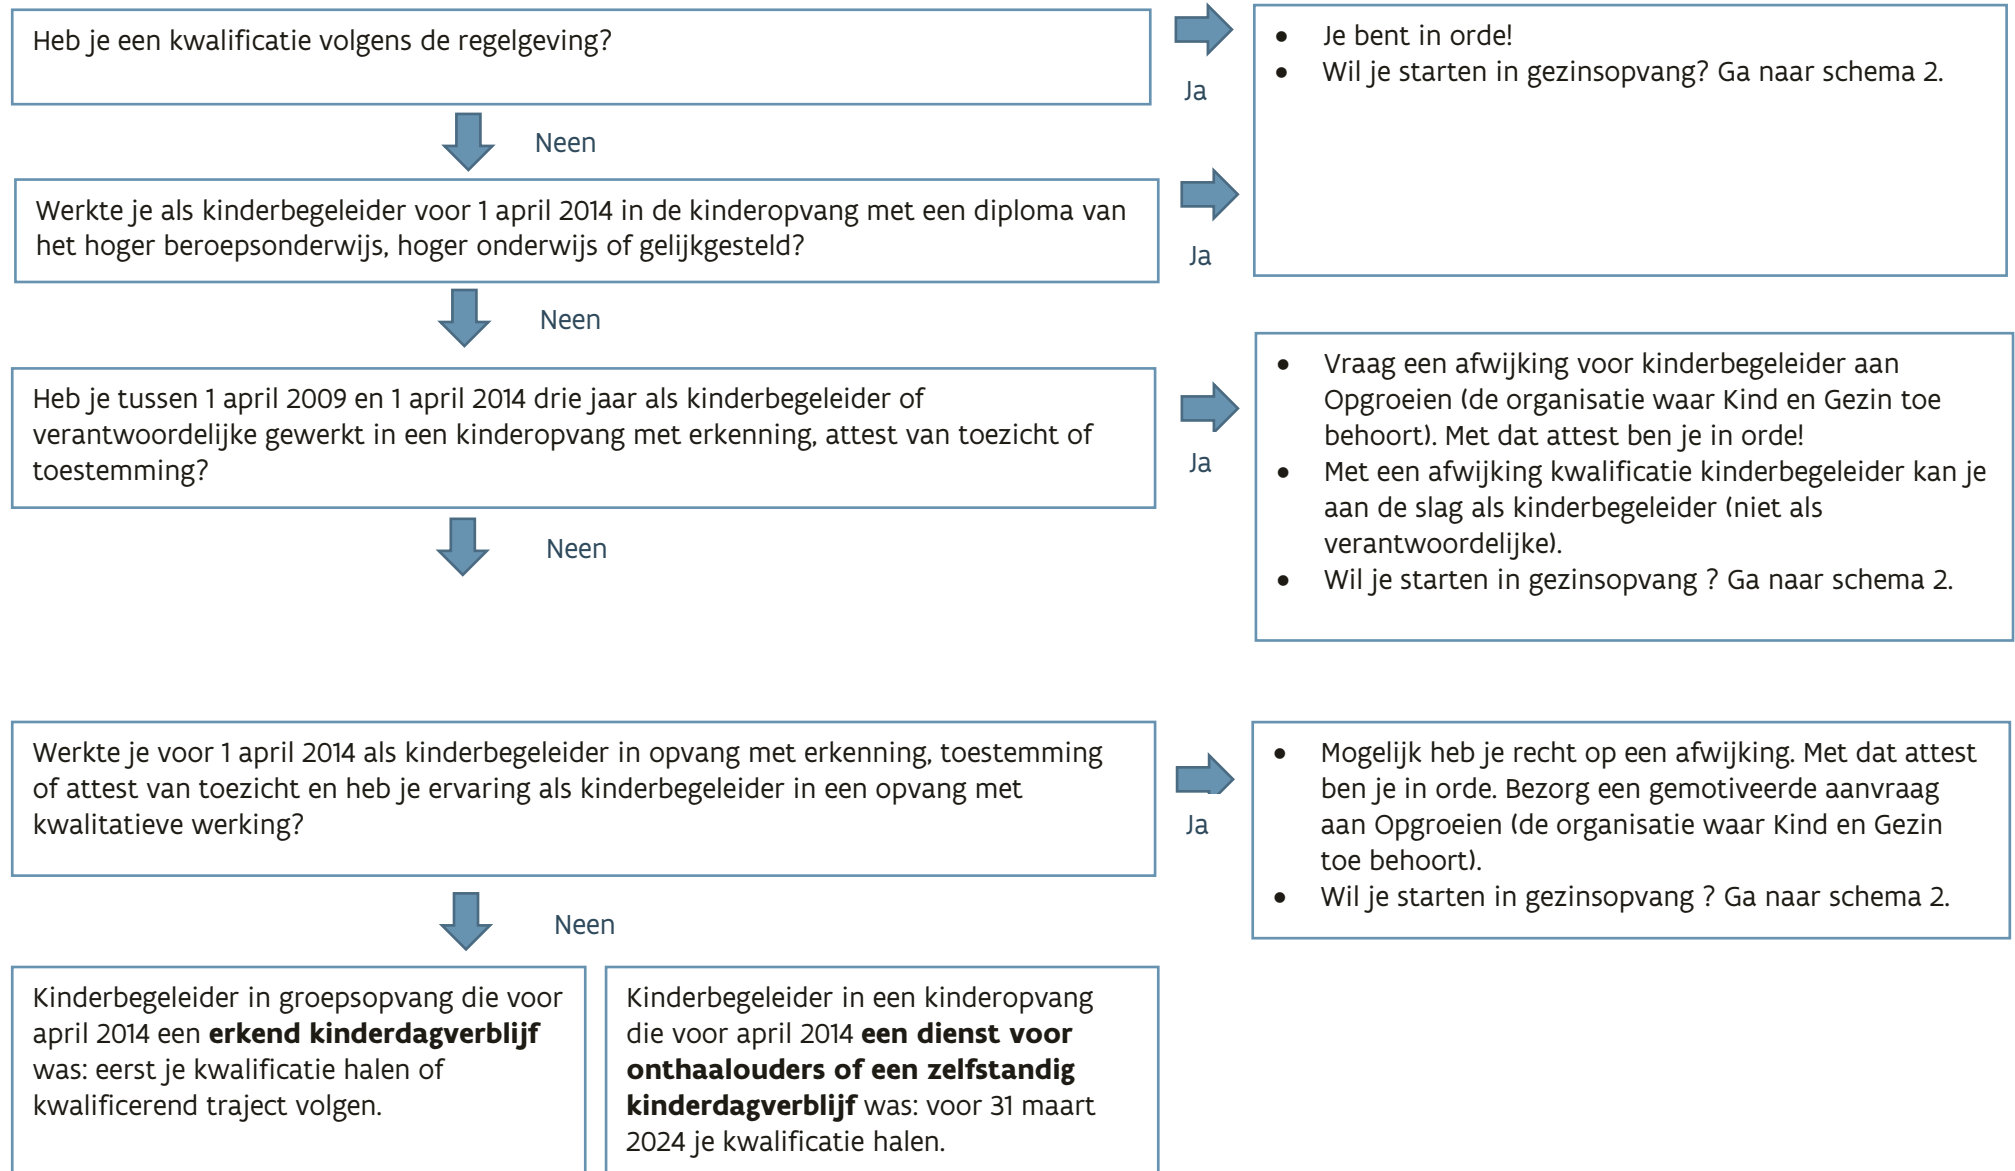 Heb je een kwalificatie volgens de regelgeving?
Ja
• Je bent in orde!
• Wil je starten in gezinsopvang? Ga naar schema 2.
Neen
Werkte je als kinderbegeleider voor 1 april 2014 in de kinderopvang met een diploma van
het hoger beroepsonderwijs, hoger onderwijs of gelijkgesteld?
Ja
Neen
Heb je tussen 1 april 2009 en 1 april 2014 drie jaar als kinderbegeleider of
verantwoordelijke gewerkt in een kinderopvang met erkenning, attest van toezicht of
toestemming?
Ja
• Vraag een afwijking voor kinderbegeleider aan
Opgroeien (de organisatie waar Kind en Gezin toe
behoort). Met dat attest ben je in orde!
• Met een afwijking kwalificatie kinderbegeleider kan je
aan de slag als kinderbegeleider (niet als
verantwoordelijke).
• Wil je starten in gezinsopvang ? Ga naar schema 2.
Neen
Werkte je voor 1 april 2014 als kinderbegeleider in opvang met erkenning, toestemming
of attest van toezicht en heb je ervaring als kinderbegeleider in een opvang met
kwalitatieve werking?
Ja
• Mogelijk heb je recht op een afwijking. Met dat attest
ben je in orde. Bezorg een gemotiveerde aanvraag
aan Opgroeien (de organisatie waar Kind en Gezin
toe behoort).
• Wil je starten in gezinsopvang ? Ga naar schema 2.
Neen
Kinderbegeleider in groepsopvang die voor
april 2014 een erkend kinderdagverblijf
was: eerst je kwalificatie halen of
kwalificerend traject volgen.
Kinderbegeleider in een kinderopvang
die voor april 2014 een dienst voor
onthaalouders of een zelfstandig
kinderdagverblijf was: voor 31 maart
2024 je kwalificatie halen.